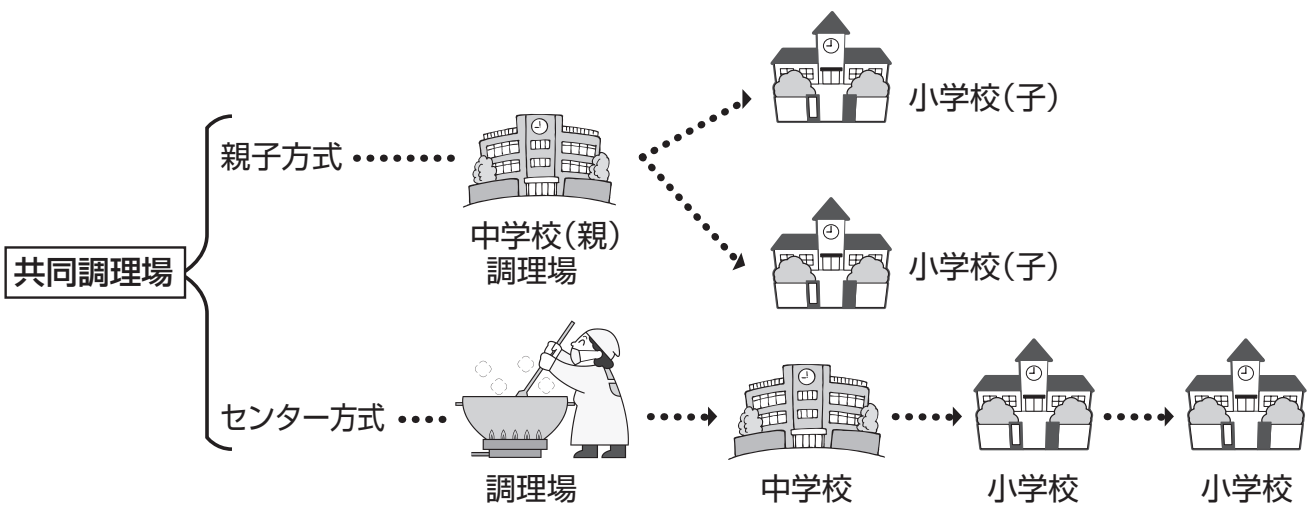 小学校(子)
親子方式
中学校(親)
調理場
小学校(子)
共同調理場
センター方式
調理場
中学校
小学校
小学校